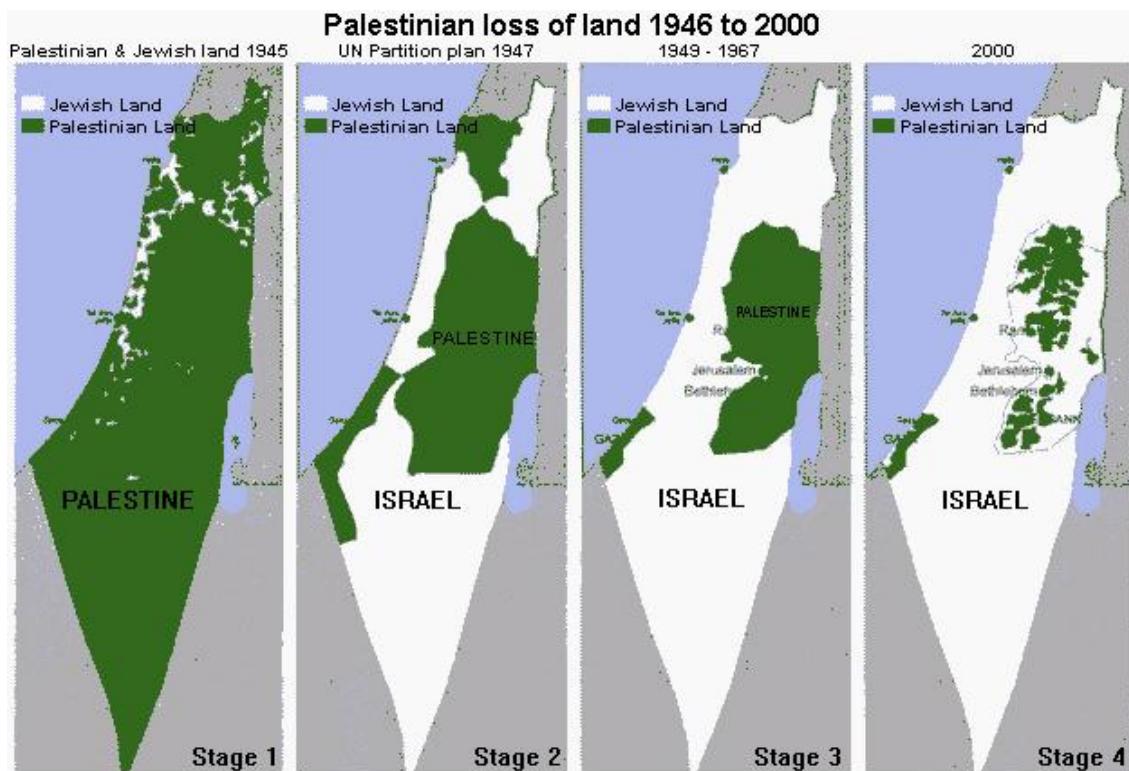 Palestinian loss of land 1946 to 2000
Palestinian & Jewish land 1945
Jewish Land
Palestinian Land
PALESTINE
Stage 1
UN Partition plan 1947
Jewish Land
Palestinian Land
PALESTINE
ISRAEL
Stage 2
1949 - 1967
Jewish Land
Palestinian Land
PALESTINE
Jerusalem
ISRAEL
Stage 3
2000
Jewish Land
Palestinian Land
Jerusalem
Bethlehem
ISRAEL
Stage 4